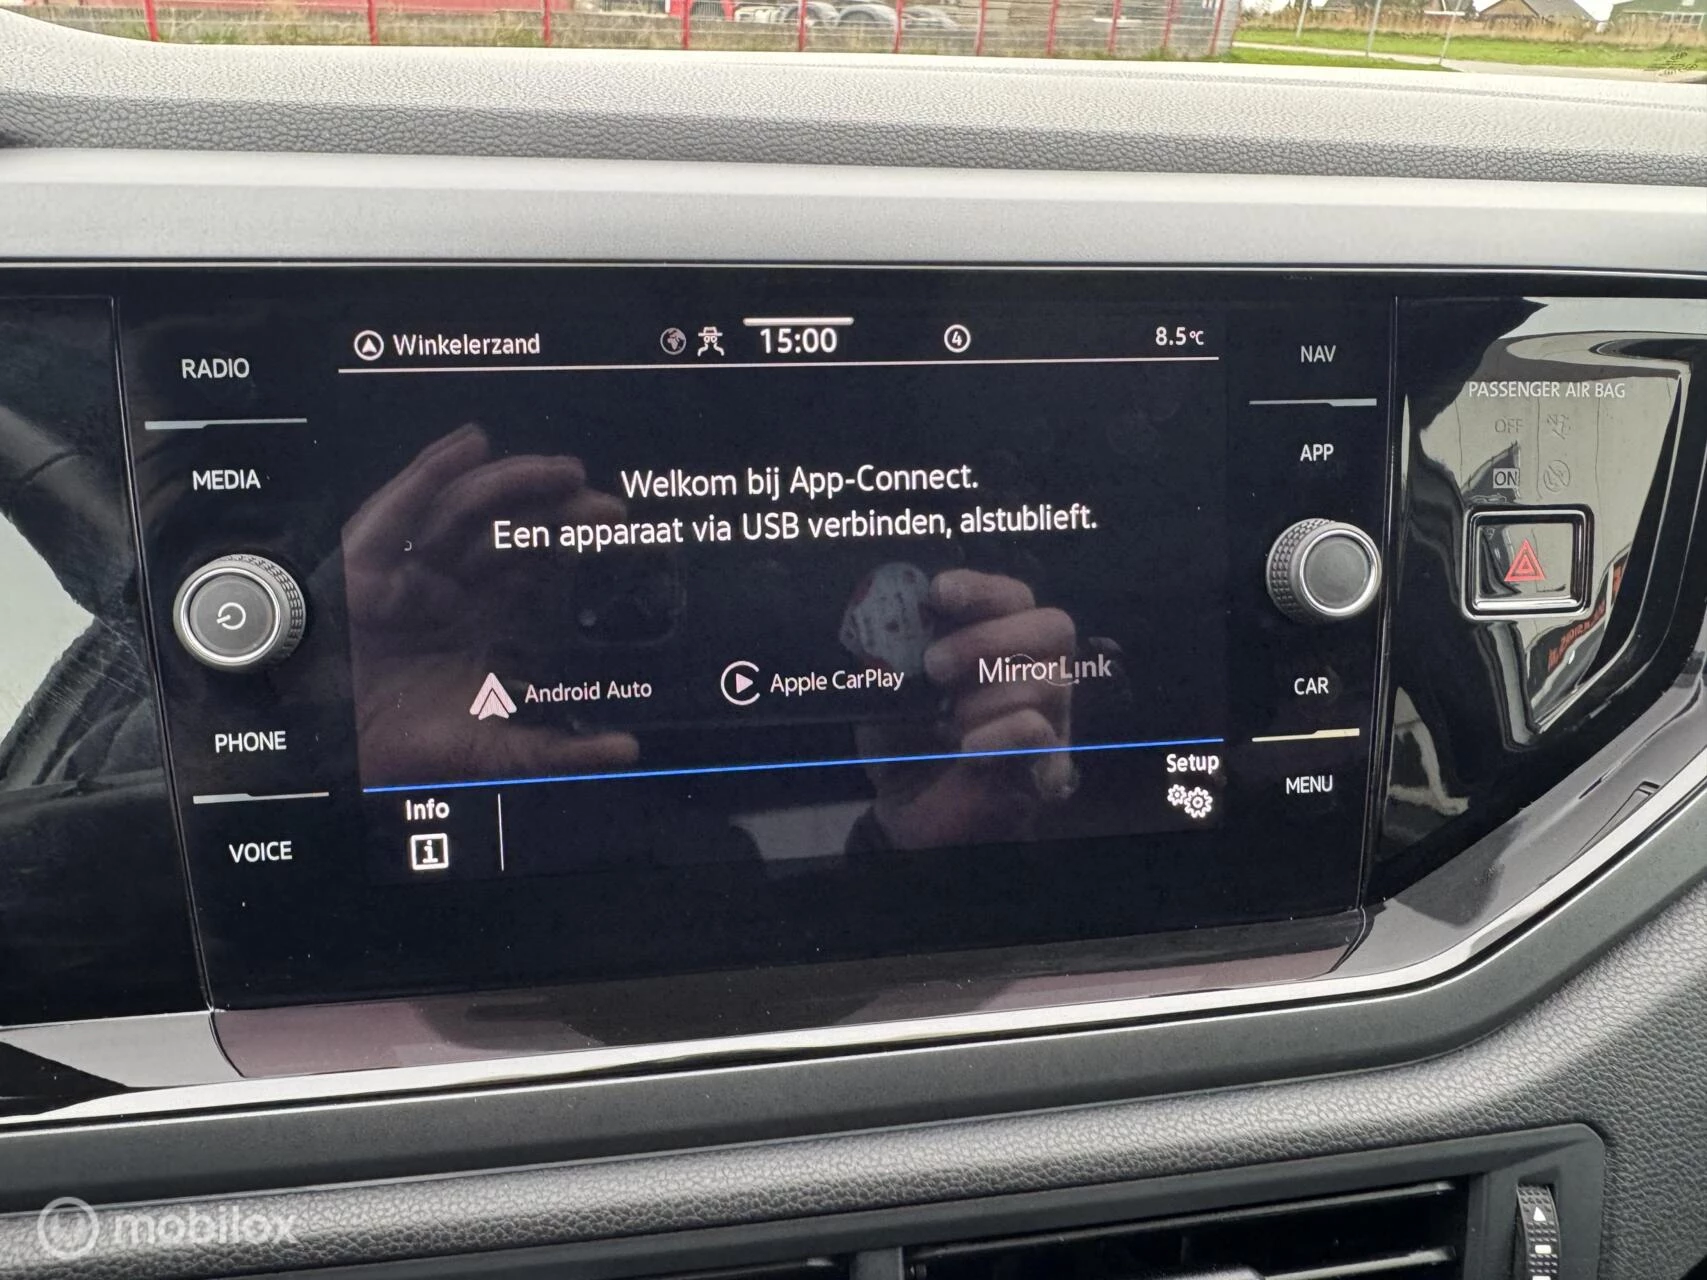 Winkelerzand
15:00
4
8.5°C
RADIO
MEDIA
PHONE
VOICE
Welkom bij App-Connect.
Een apparaat via USB verbinden, alstublieft.
Android Auto
Apple CarPlay
MirrorLink
Info
i
Setup
NAV
APP
CAR
MENU
PASSENGER AIR BAG
OFF
ON
mobilox